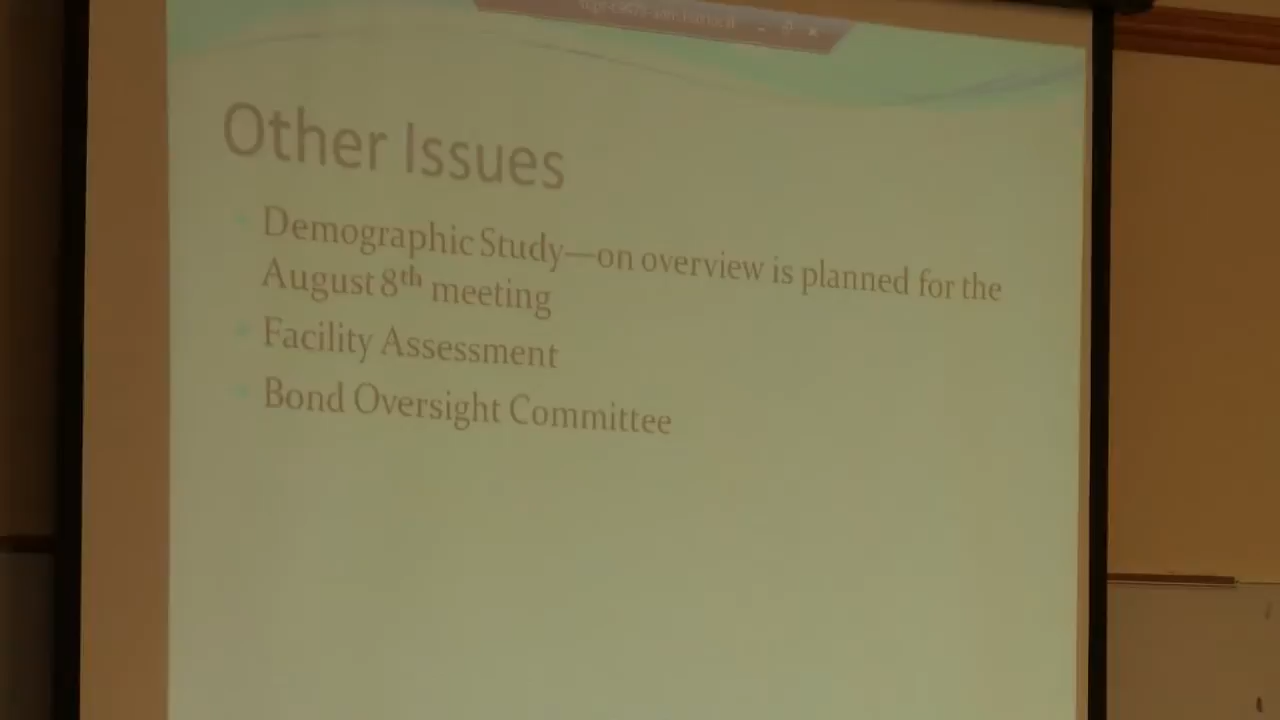 Other Issues
Demographic Study—on overview is planned for the
August 8th meeting
Facility Assessment
Bond Oversight Committee